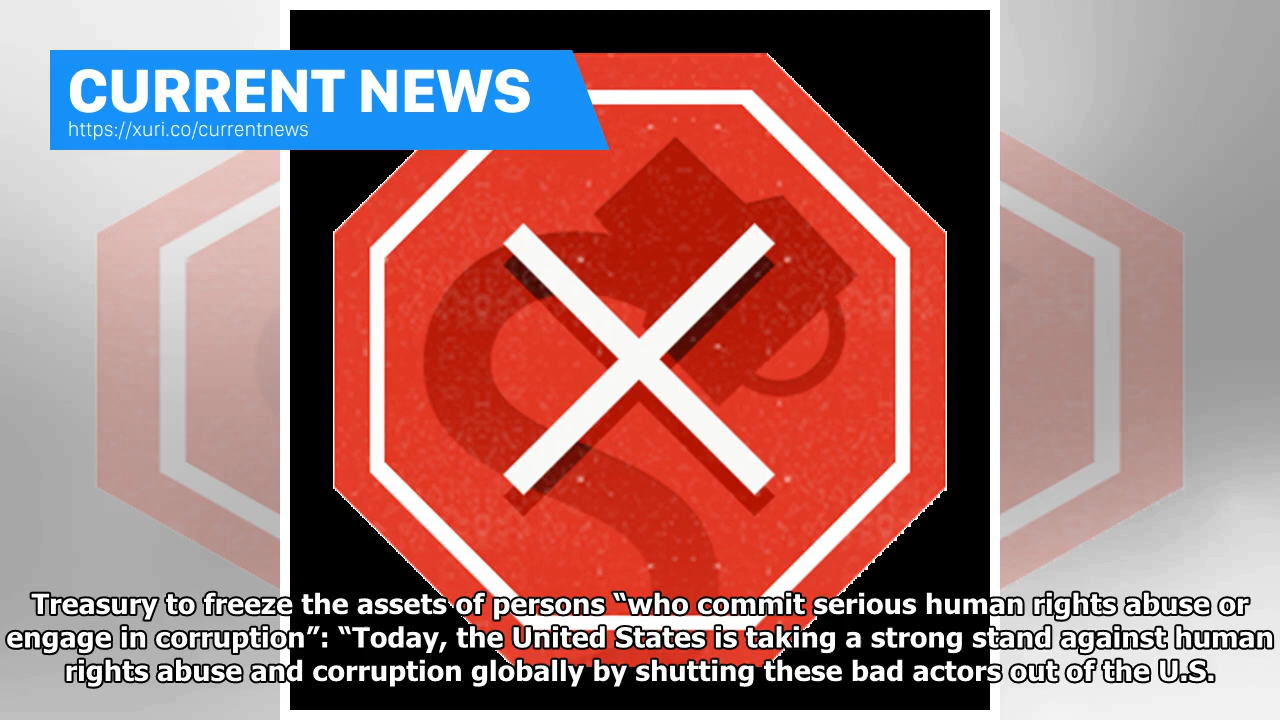 CURRENT NEWS
https://xuri.co/currentnews
Treasury to freeze the assets of persons “who commit serious human rights abuse or
engage in corruption”: “Today, the United States is taking a strong stand against human
rights abuse and corruption globally by shutting these bad actors out of the U.S.